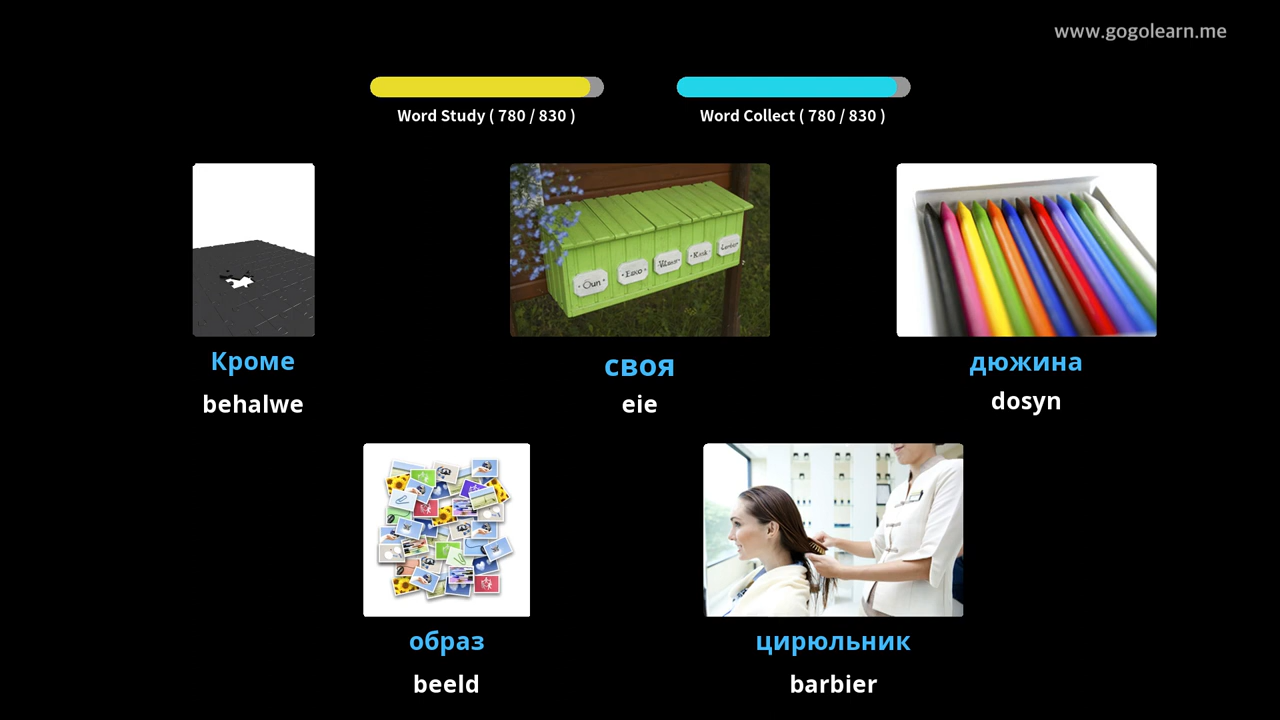 www.gogolearn.me
Word Study ( 780 / 830 )
Word Collect ( 780 / 830 )
Кроме
behalwe
своя
eie
дюжина
dosyn
образ
beeld
цирюльник
barbier